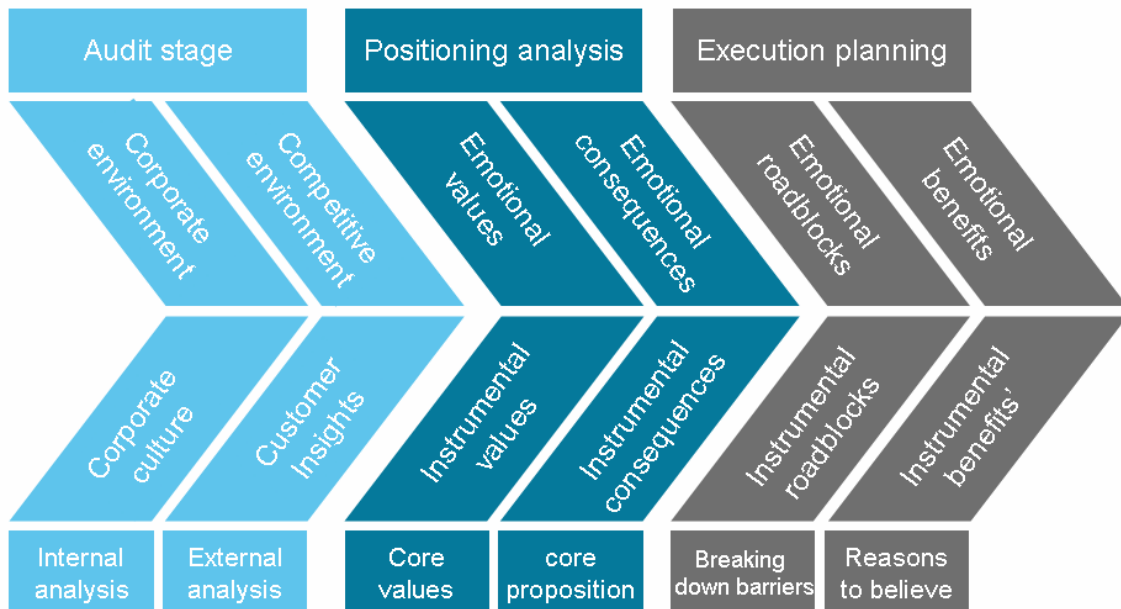 Audit stage
Positioning analysis
Execution planning
Corporate
environment
Competitive
environment
Emotional
values
Emotional
consequences
Emotional
roadblocks
Emotional
benefits
Corporate
culture
Customer
Insights
Instrumental
values
Instrumental
consequences
Instrumental
roadblocks
Instrumental
benefits'
Internal
analysis
External
analysis
Core
values
core
proposition
Breaking
down barriers
Reasons
to believe